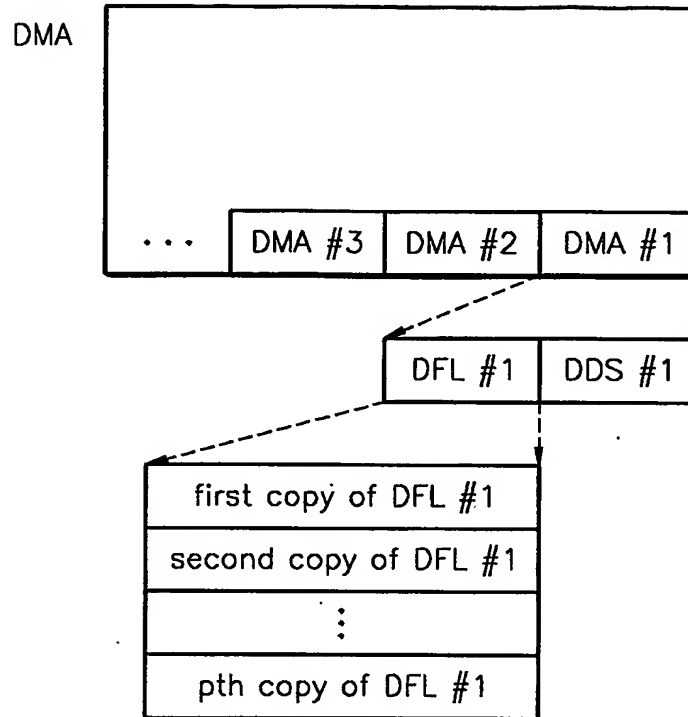 DMA
... DMA #3 DMA #2 DMA #1
DFL #1 DDS #1
first copy of DFL #1
second copy of DFL #1
⋮
pth copy of DFL #1